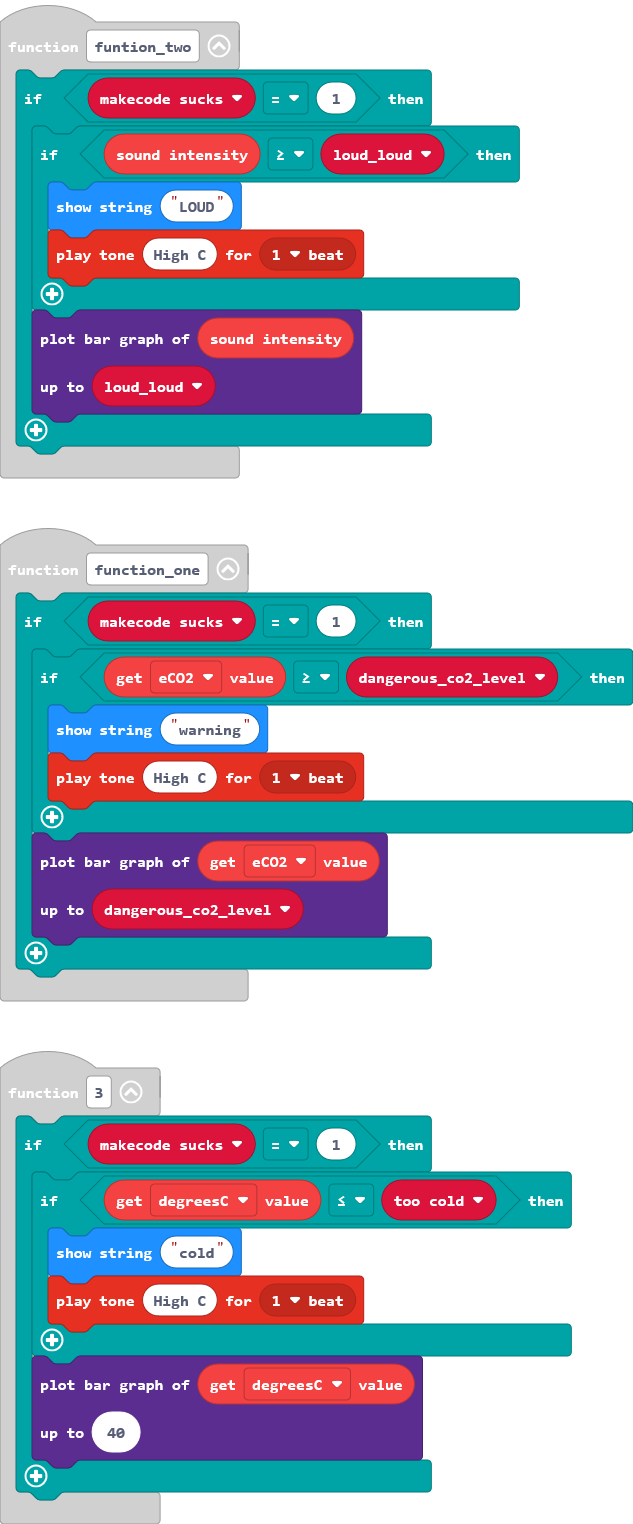 function funtion_two
if makecode sucks = 1 then
if sound intensity ≥ loud_loud then
show string "LOUD"
play tone High C for 1 beat
plot bar graph of sound intensity
up to loud_loud
function function_one
if makecode sucks = 1 then
if get eCO2 value ≥ dangerous_co2_level then
show string "warning"
play tone High C for 1 beat
plot bar graph of get eCO2 value
up to dangerous_co2_level
function 3
if makecode sucks = 1 then
if get degreesC value ≤ too cold then
show string "cold"
play tone High C for 1 beat
plot bar graph of get degreesC value
up to 40